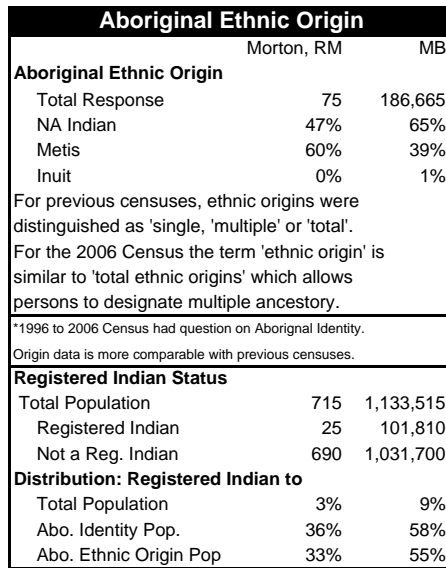 Aboriginal Ethnic Origin
Morton, RM MB
Aboriginal Ethnic Origin
Total Response 75 186,665
NA Indian 47% 65%
Metis 60% 39%
Inuit 0% 1%
For previous censuses, ethnic origins were
distinguished as 'single, 'multiple' or 'total'.
For the 2006 Census the term 'ethnic origin' is
similar to 'total ethnic origins' which allows
persons to designate multiple ancestory.
*1996 to 2006 Census had question on Aborignal Identity.
Origin data is more comparable with previous censuses.
Registered Indian Status
Total Population 715 1,133,515
Registered Indian 25 101,810
Not a Reg. Indian 690 1,031,700
Distribution: Registered Indian to
Total Population 3% 9%
Abo. Identity Pop. 36% 58%
Abo. Ethnic Origin Pop 33% 55%